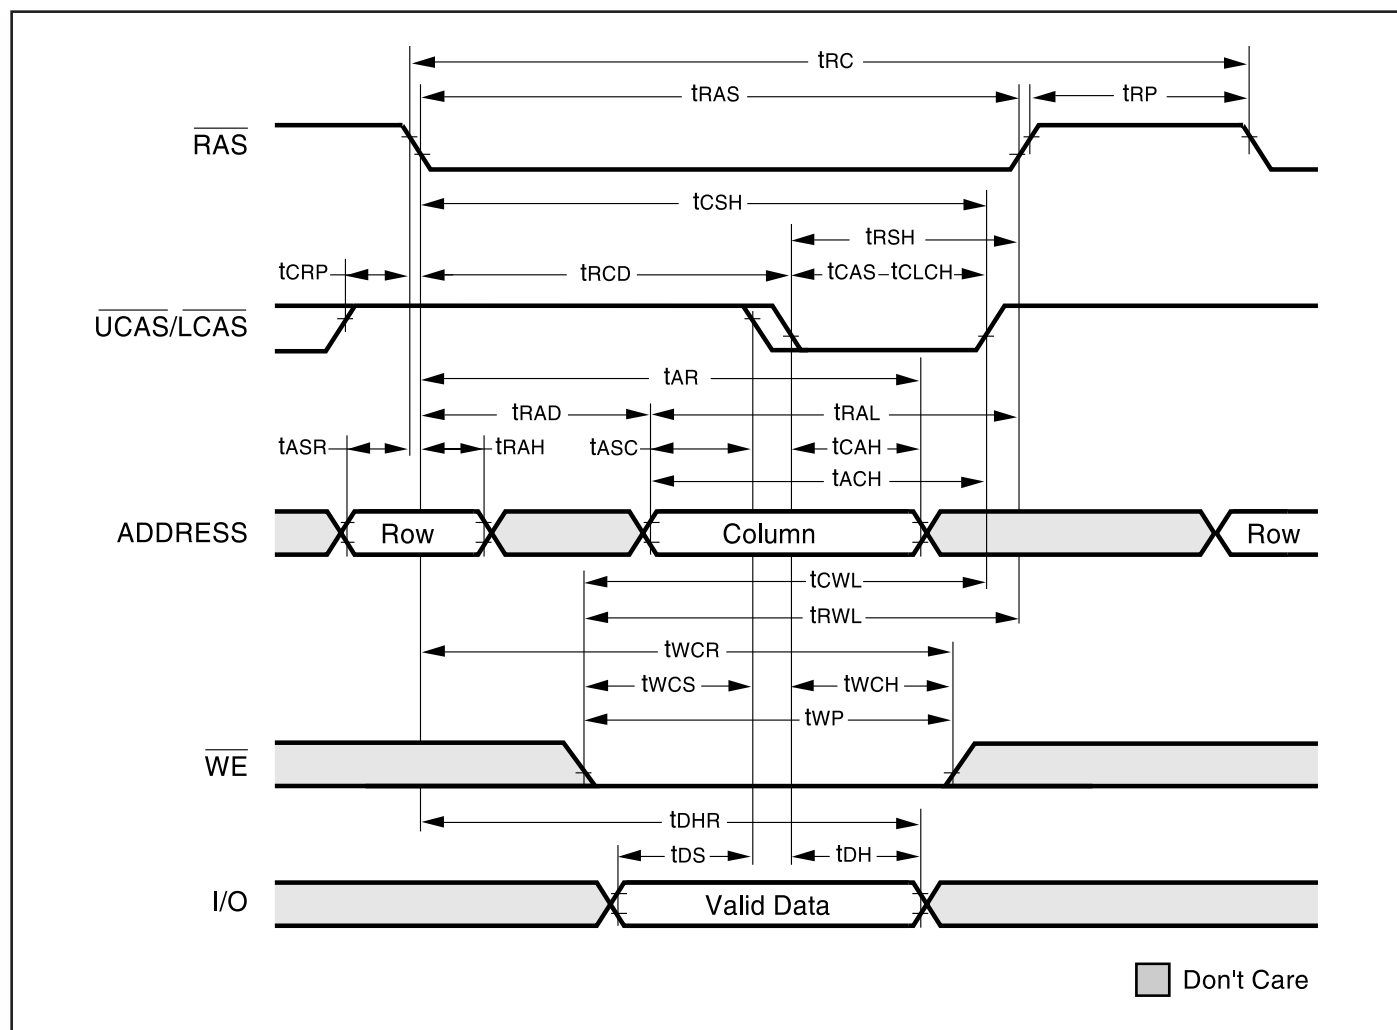 tRC
tRAS tRP
RAS
tCSH
tRSH
tCRP tRCD tCAS tCLCH
UCAS/LCAS
tAR
tRAD tRAL
tASR tRAH tASC tCAH
tACH
ADDRESS Row Column Row
tCWL
tRWL
tWCR
tWCS tWCH
tWP
WE
tDHR
tDS tDH
I/O Valid Data
Don't Care